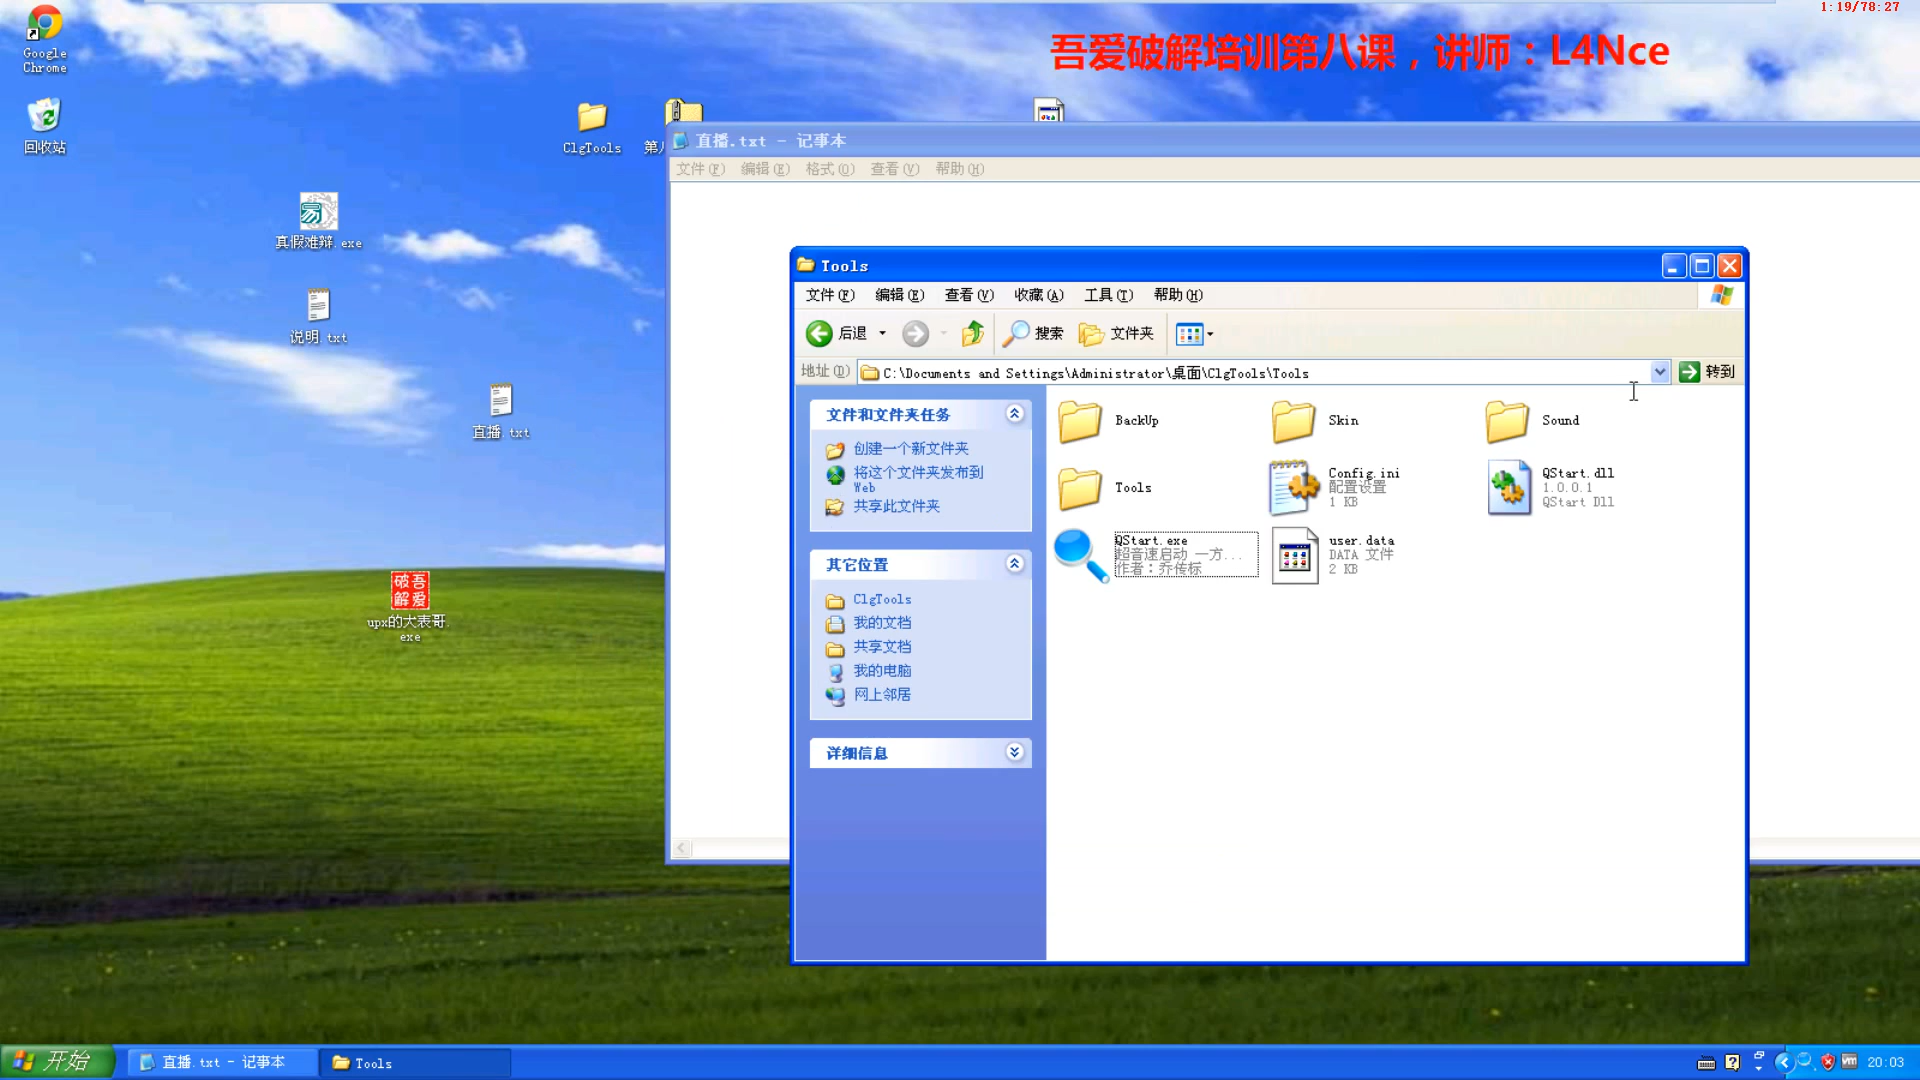 1:19/78:27
吾爱破解培训第八课，讲师：L4Nce
Google
Chrome
回收站
ClgTools
第八
真假难辩.exe
说明.txt
直播.txt
upx的大表哥.
exe
直播.txt - 记事本
文件(F) 编辑(E) 格式(O) 查看(V) 帮助(H)
Tools
文件(F) 编辑(E) 查看(V) 收藏(A) 工具(T) 帮助(H)
后退 搜索 文件夹
地址(D) C:\Documents and Settings\Administrator\桌面\ClgTools\Tools 转到
文件和文件夹任务
创建一个新文件夹
将这个文件夹发布到
Web
共享此文件夹
其它位置
ClgTools
我的文档
共享文档
我的电脑
网上邻居
详细信息
BackUp
Skin
Sound
Tools
Config.ini
配置设置
1 KB
QStart.dll
1.0.0.1
QStart Dll
QStart.exe
超音速启动 一方...
作者：乔传标
user.data
DATA 文件
2 KB
开始
直播.txt - 记事本
Tools
20:03